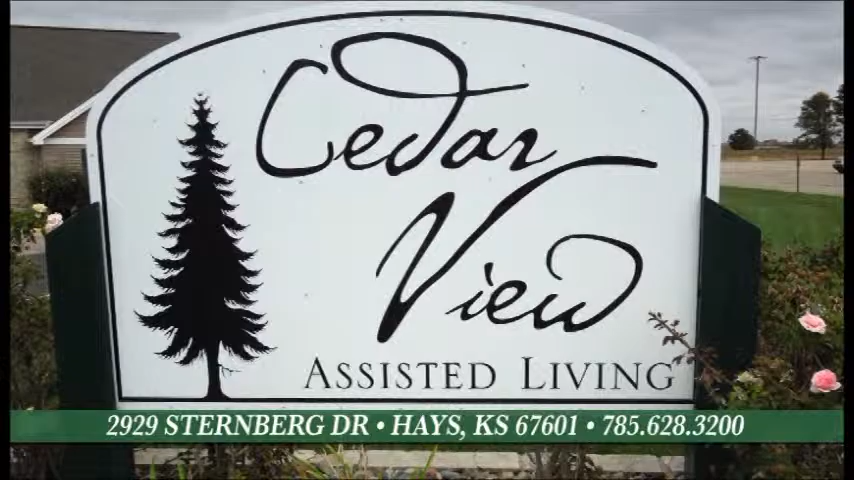 Cedar
View
ASSISTED LIVING
2929 STERNBERG DR • HAYS, KS 67601 • 785.628.3200